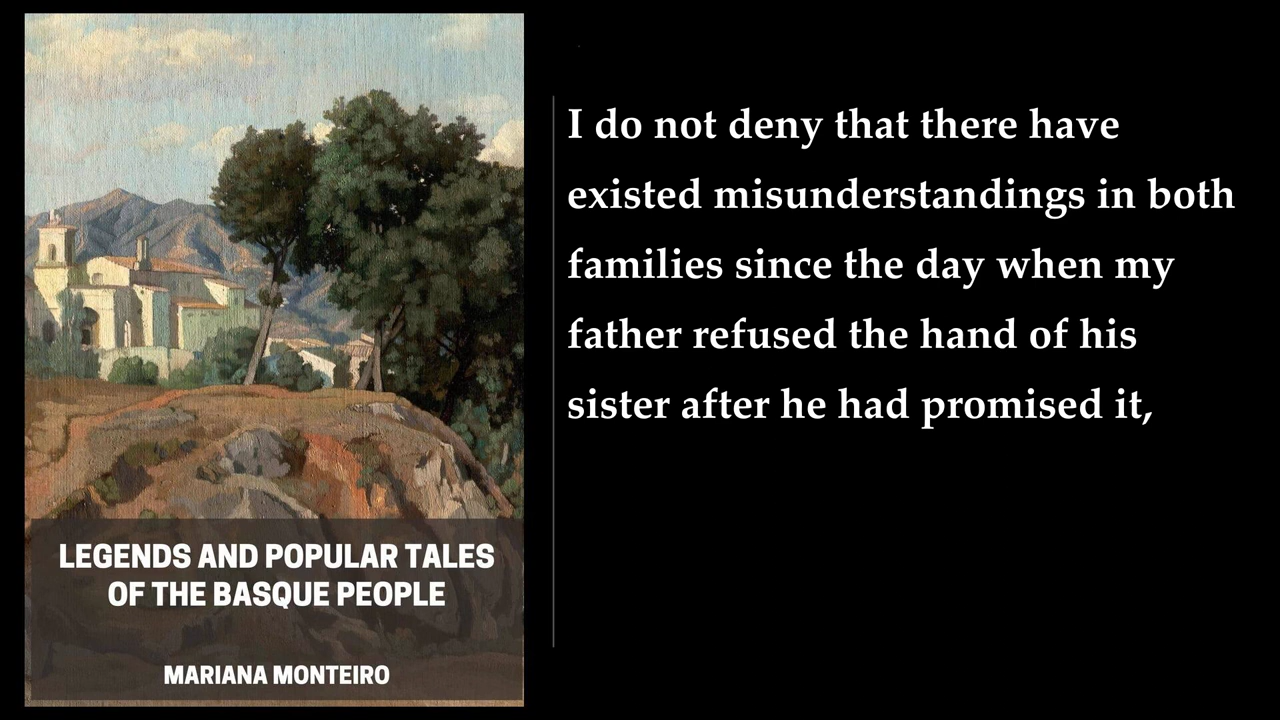 I do not deny that there have
existed misunderstandings in both
families since the day when my
father refused the hand of his
sister after he had promised it,
LEGENDS AND POPULAR TALES
OF THE BASQUE PEOPLE
MARIANA MONTEIRO